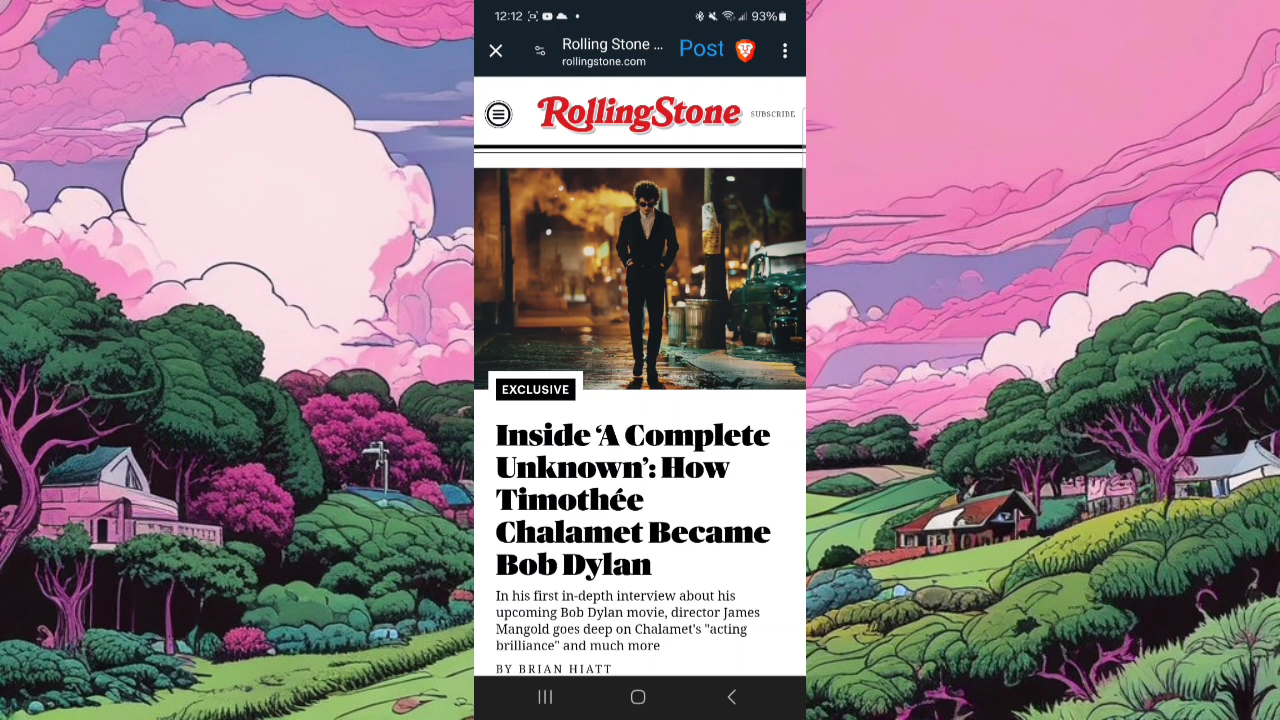 12:12 93%
Rolling Stone ...
rollingstone.com
Post
RollingStone
SUBSCRIBE
EXCLUSIVE
Inside ‘A Complete
Unknown’: How
Timothée
Chalamet Became
Bob Dylan
In his first in-depth interview about his
upcoming Bob Dylan movie, director James
Mangold goes deep on Chalamet's "acting
brilliance" and much more
BY BRIAN HIATT